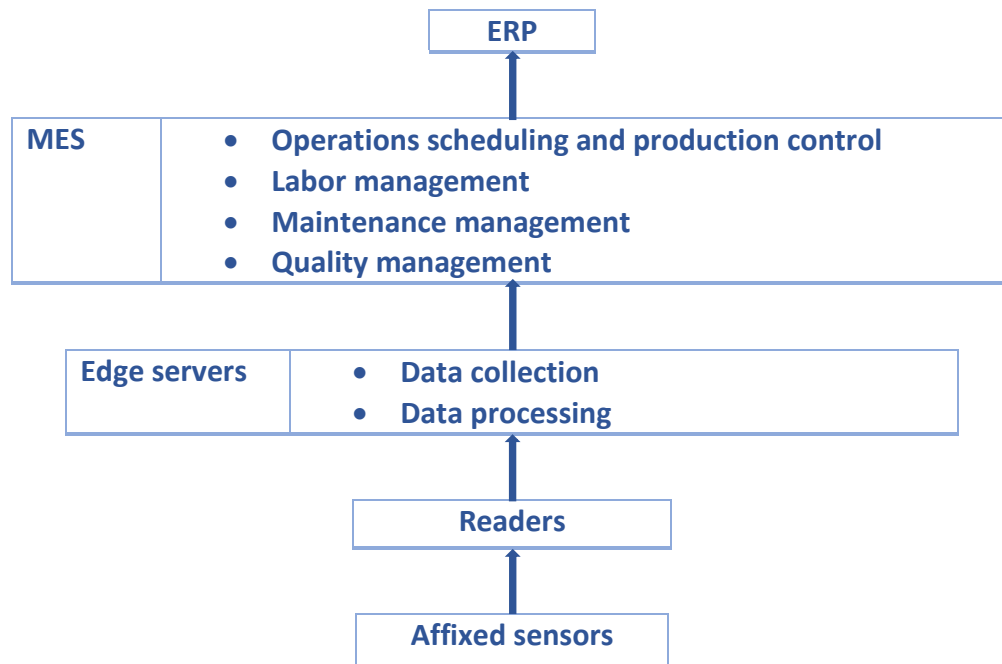 ERP
MES
• Operations scheduling and production control
• Labor management
• Maintenance management
• Quality management
Edge servers
• Data collection
• Data processing
Readers
Affixed sensors